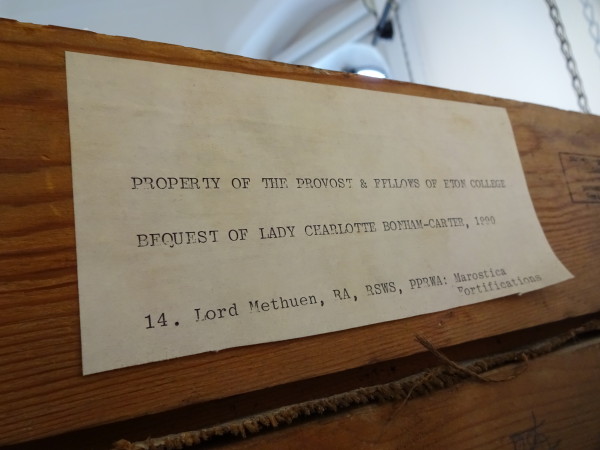 PROPERTY OF THE PROVOST & FELLOWS OF ETON COLLEGE
BEQUEST OF LADY CHARLOTTE BONHAM-CARTER, 1990
14. Lord Methuen, RA, RSWS, PPRWA: Marostica
Fortifications